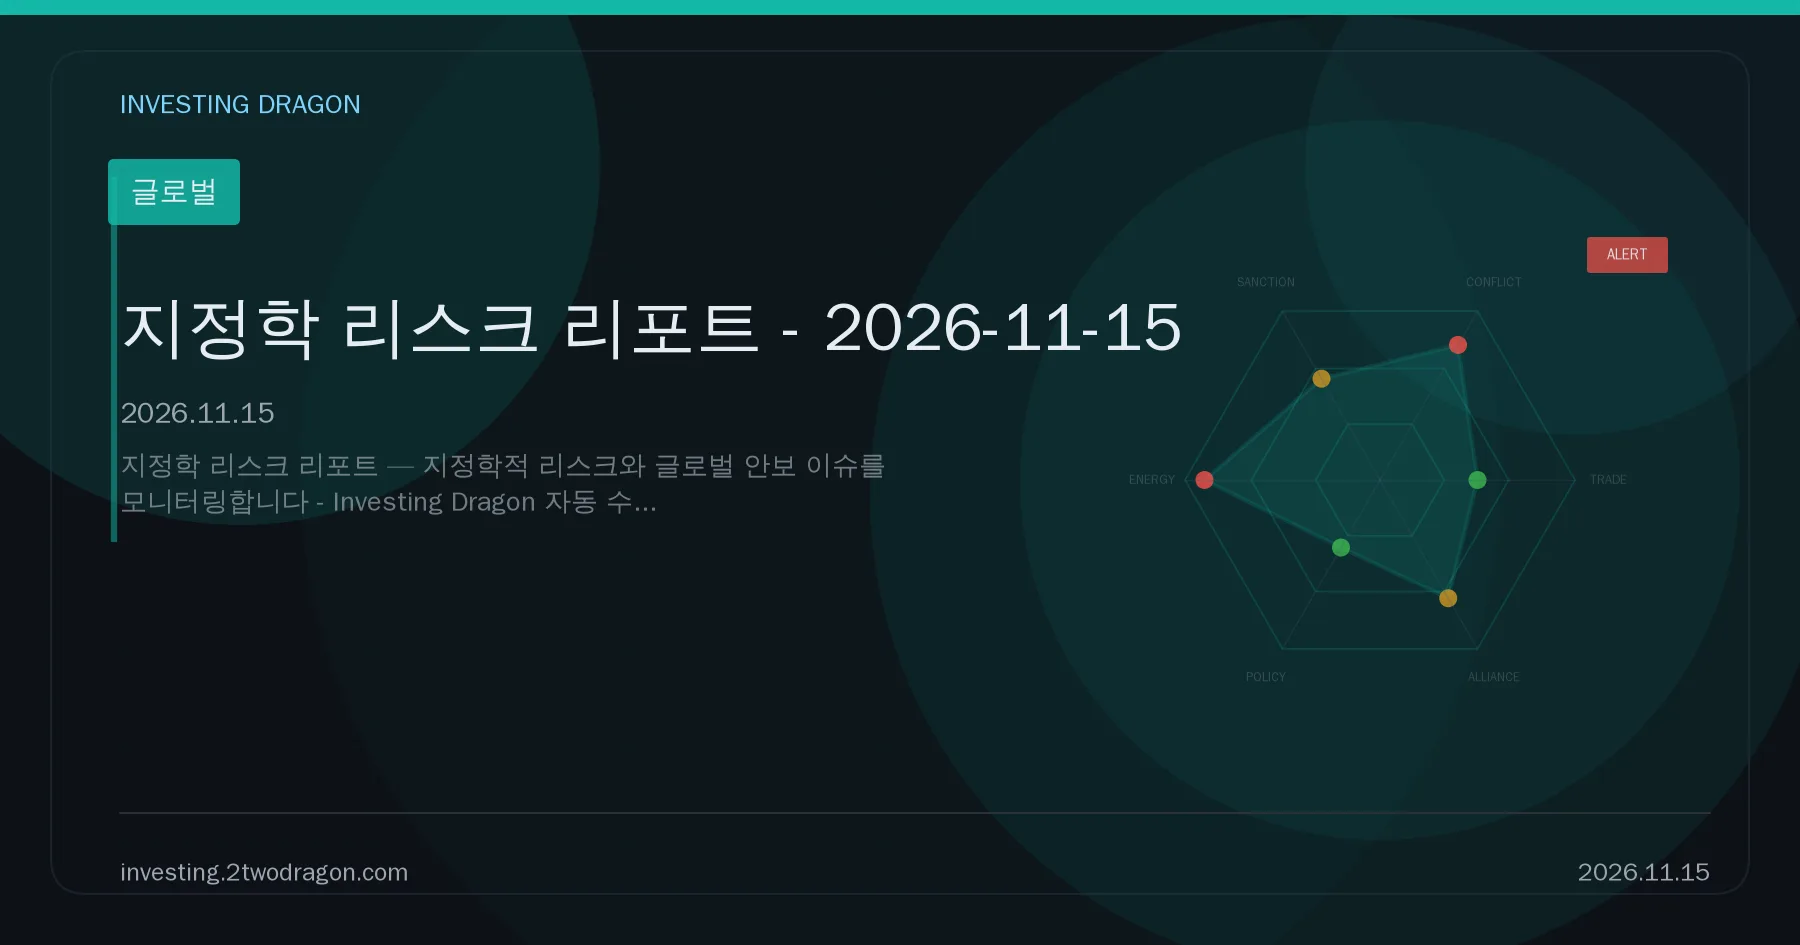 INVESTING DRAGON
글로벌
지정학 리스크 리포트 - 2026-11-15
2026.11.15
지정학 리스크 리포트 — 지정학적 리스크와 글로벌 안보 이슈를
모니터링합니다 - Investing Dragon 자동 수...
ALERT
SANCTION
CONFLICT
ENERGY
TRADE
POLICY
ALLIANCE
investing.2twodragon.com
2026.11.15